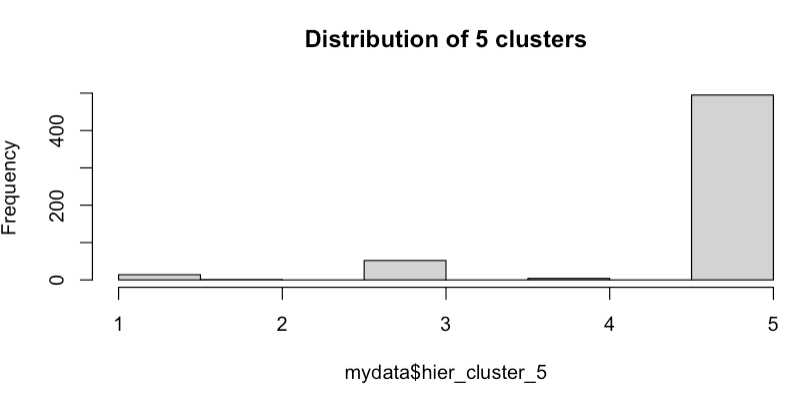 Distribution of 5 clusters
Frequency
400
200
0
1 2 3 4 5
mydata$hier_cluster_5